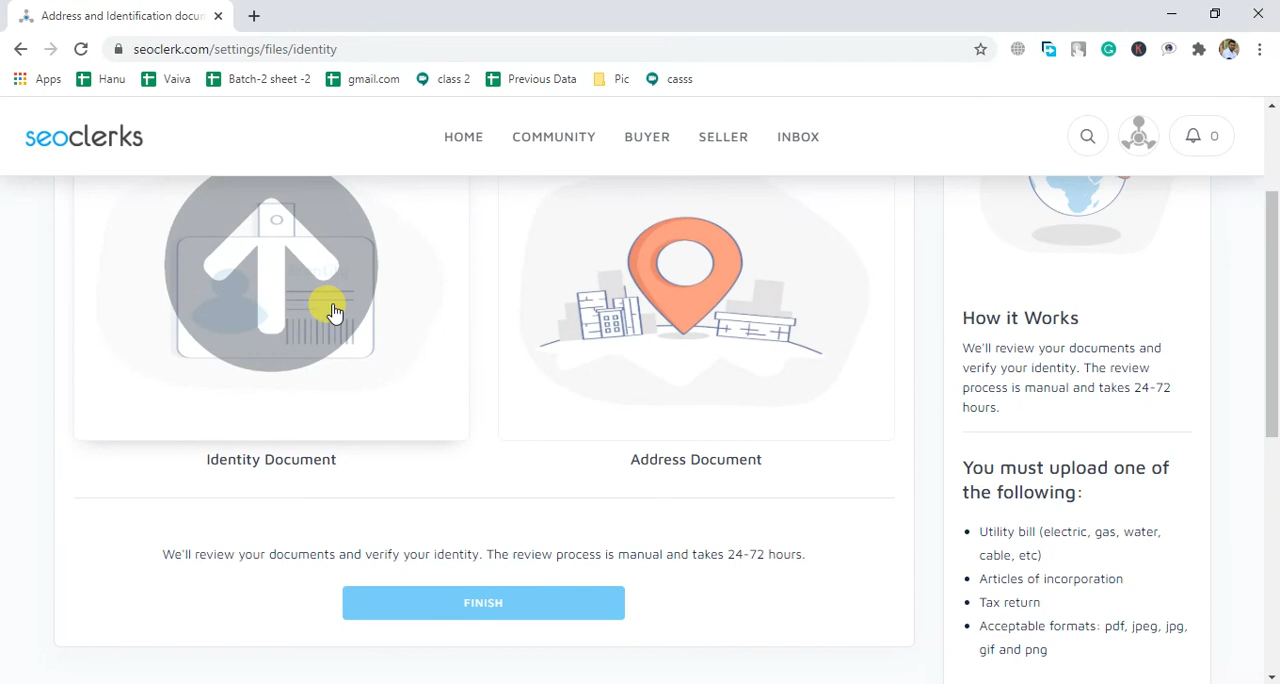 Address and Identification docum
seoclerk.com/settings/files/identity
Apps
Hanu
Vaiva
Batch-2 sheet -2
gmail.com
class 2
Previous Data
Pic
casss
seoclerks
HOME
COMMUNITY
BUYER
SELLER
INBOX
0
How it Works
We'll review your documents and
verify your identity. The review
process is manual and takes 24-72
hours.
Identity Document
Address Document
You must upload one of
the following:
Utility bill (electric, gas, water,
cable, etc)
Articles of incorporation
Tax return
Acceptable formats: pdf, jpeg, jpg,
gif and png
We'll review your documents and verify your identity. The review process is manual and takes 24-72 hours.
FINISH